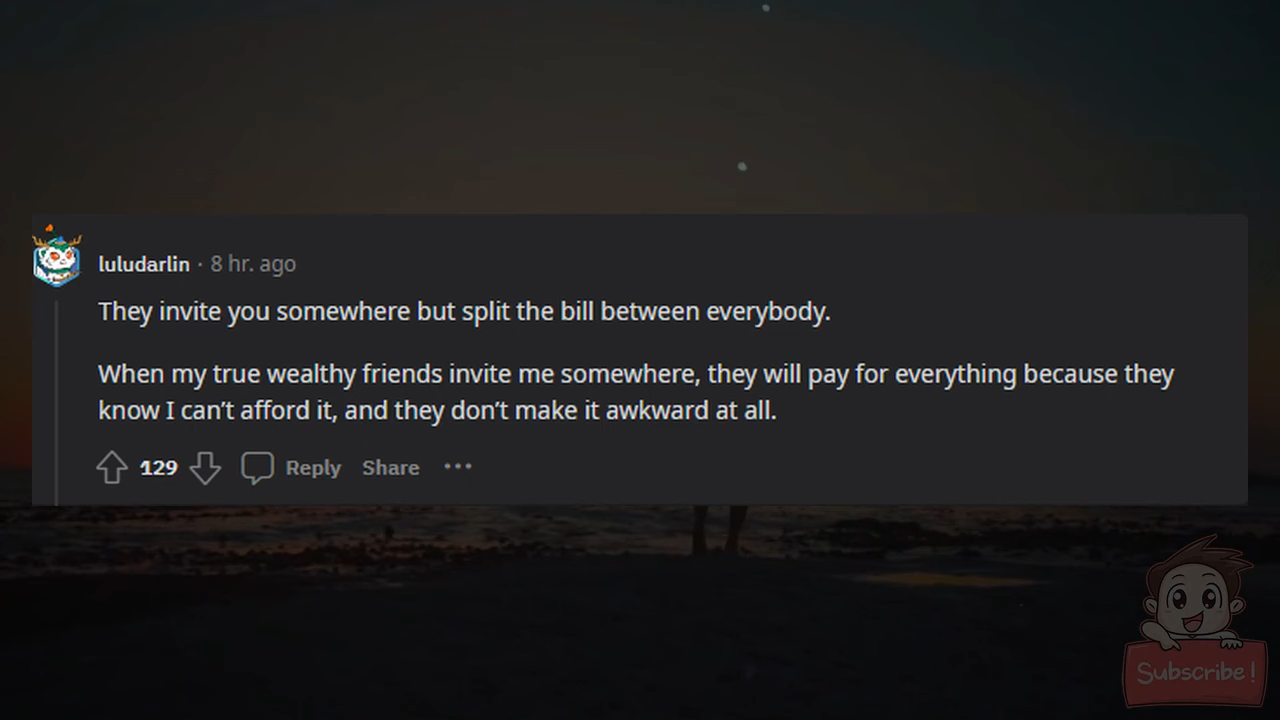 luludarlin · 8 hr. ago
They invite you somewhere but split the bill between everybody.
When my true wealthy friends invite me somewhere, they will pay for everything because they
know I can’t afford it, and they don’t make it awkward at all.
129 Reply Share ···
Subscribe!